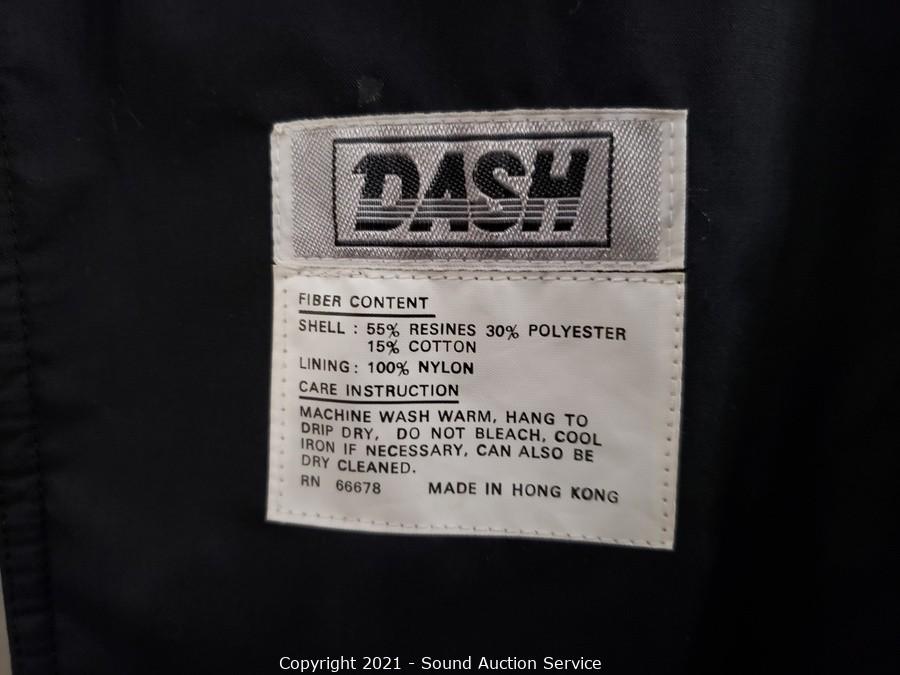 DASH
FIBER CONTENT
SHELL : 55% RESINES 30% POLYESTER
15% COTTON
LINING : 100% NYLON
CARE INSTRUCTION
MACHINE WASH WARM, HANG TO
DRIP DRY, DO NOT BLEACH, COOL
IRON IF NECESSARY, CAN ALSO BE
DRY CLEANED.
RN 66678 MADE IN HONG KONG
Copyright 2021 - Sound Auction Service